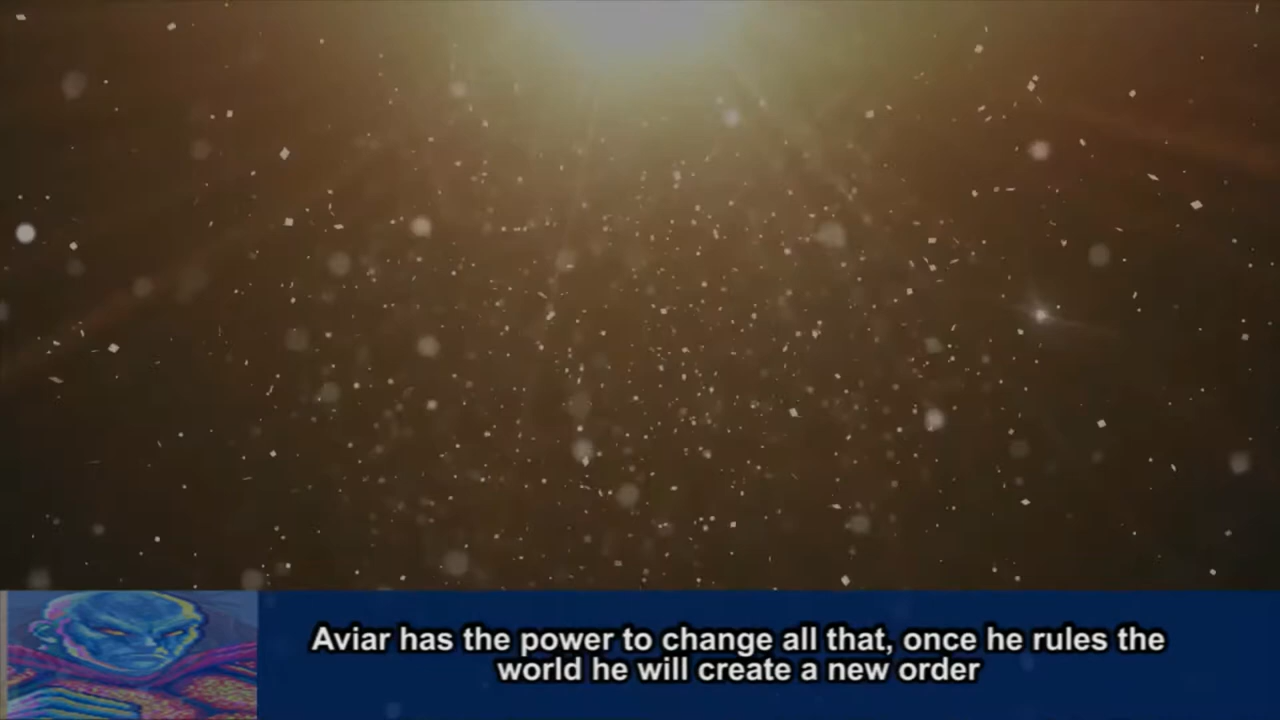 Aviar has the power to change all that, once he rules the
world he will create a new order